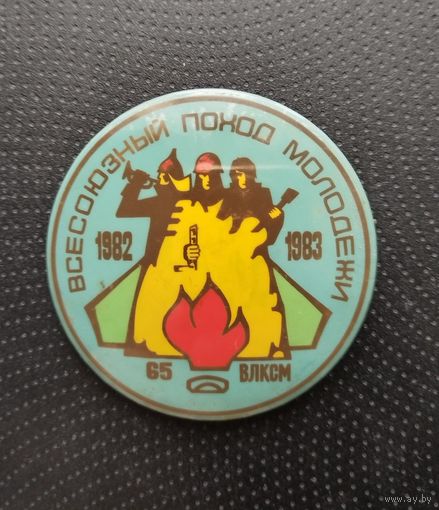 ВСЕСОЮЗНЫЙ ПОХОД МОЛОДЕЖИ
1982 1983
65 ВЛКСМ
www.ay.by